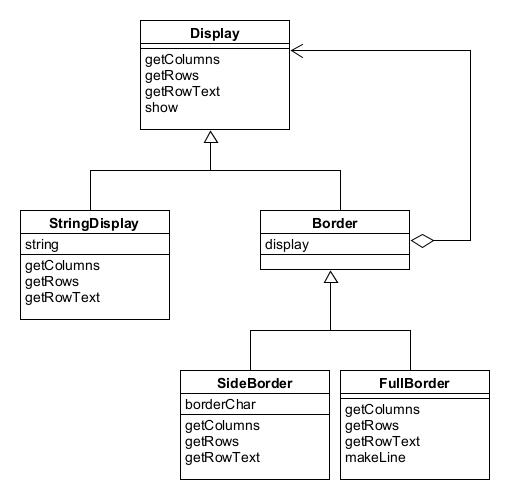 Display
getColumns
getRows
getRowText
show
StringDisplay
string
getColumns
getRows
getRowText
Border
display
SideBorder
borderChar
getColumns
getRows
getRowText
FullBorder
getColumns
getRows
getRowText
makeLine